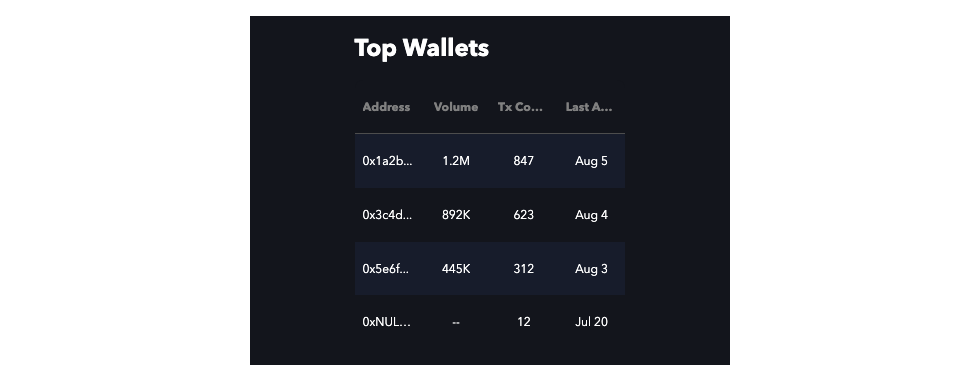 Top Wallets
Address Volume Tx Co... Last A...
0x1a2b... 1.2M 847 Aug 5
0x3c4d... 892K 623 Aug 4
0x5e6f... 445K 312 Aug 3
0xNUL... -- 12 Jul 20